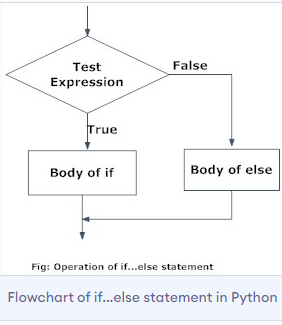 Test
Expression
False
True
Body of if
Body of else
Fig: Operation of if...else statement
Flowchart of if...else statement in Python